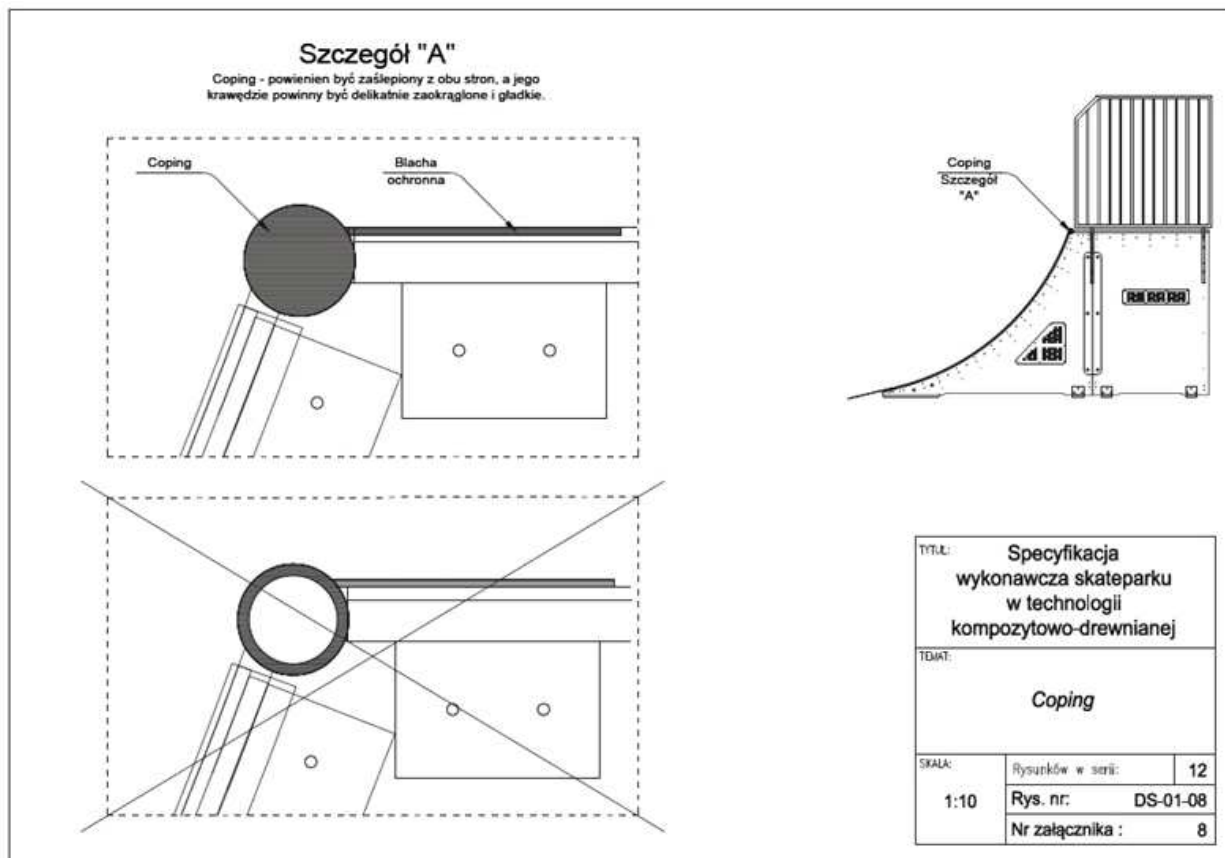 Szczegół "A"
Coping - powienien być zaślepiony z obu stron, a jego
krawędzie powinny być delikatnie zaokrąglone i gładkie.
Coping
Blacha
ochronna
Coping
Szczegół
"A"
TYTUŁ:
Specyfikacja
wykonawcza skateparku
w technologii
kompozytowo-drewnianej
TEMAT:
Coping
SKALA:
1:10
Rysunków w serii: 12
Rys. nr: DS-01-08
Nr załącznika : 8